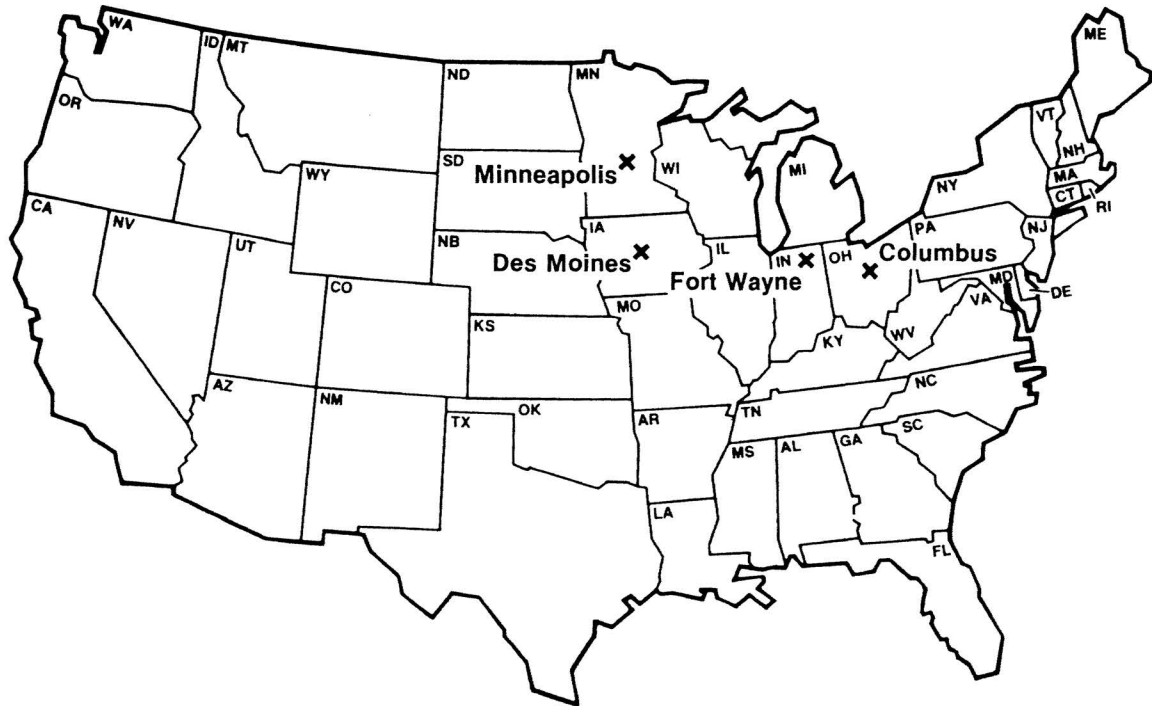 WA
ID
MT
ND
MN
ME
OR
VT
NH
SD
WY
Minneapolis
WI
MI
NY
MA
CT
RI
CA
NV
UT
NB
IA
IL
IN
OH
PA
NJ
Des Moines
Fort Wayne
Columbus
MD
DE
CO
MO
VA
KS
KY
WV
AZ
NM
OK
TX
AR
TN
NC
SC
MS
AL
GA
LA
FL